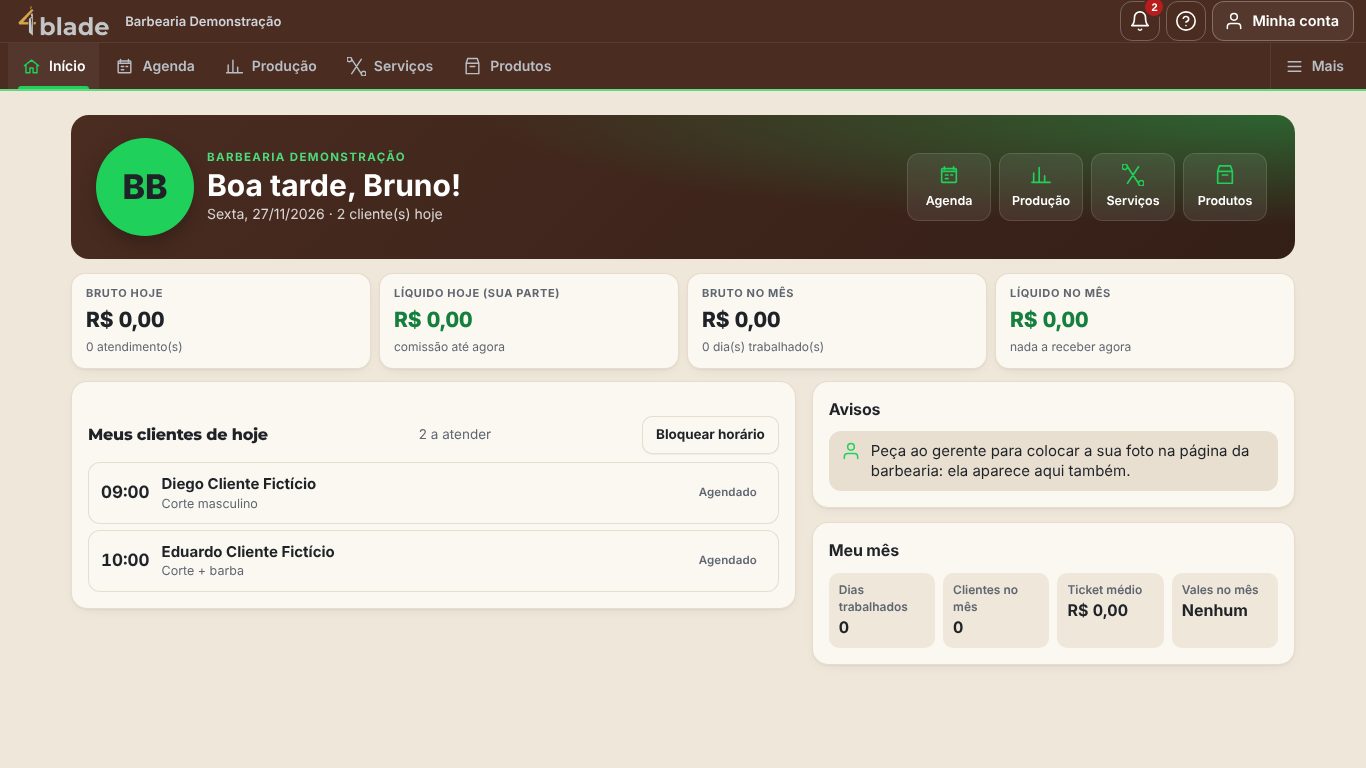 4blade
Barbearia Demonstração
2
Minha conta
Início
Agenda
Produção
Serviços
Produtos
Mais
BB
BARBEARIA DEMONSTRAÇÃO
Boa tarde, Bruno!
Sexta, 27/11/2026 · 2 cliente(s) hoje
Agenda
Produção
Serviços
Produtos
BRUTO HOJE
R$ 0,00
0 atendimento(s)
LÍQUIDO HOJE (SUA PARTE)
R$ 0,00
comissão até agora
BRUTO NO MÊS
R$ 0,00
0 dia(s) trabalhado(s)
LÍQUIDO NO MÊS
R$ 0,00
nada a receber agora
Meus clientes de hoje
2 a atender
Bloquear horário
09:00
Diego Cliente Fictício
Corte masculino
Agendado
10:00
Eduardo Cliente Fictício
Corte + barba
Agendado
Avisos
Peça ao gerente para colocar a sua foto na página da
barbearia: ela aparece aqui também.
Meu mês
Dias
trabalhados
0
Clientes no
mês
0
Ticket médio
R$ 0,00
Vales no mês
Nenhum